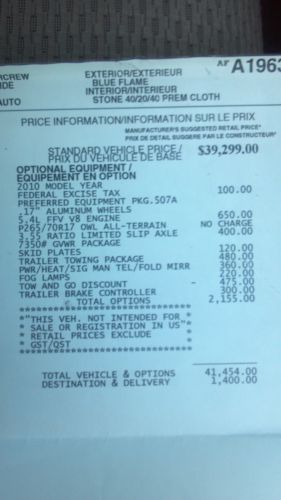 RCREW
IDE
AUTO
EXTERIOR/EXTERIEUR
BLUE FLAME
INTERIOR/INTERIEUR
STONE 40/20/40 PREM CLOTH
A1963
PRICE INFORMATION/INFORMATION SUR LE PRIX
MANUFACTURER'S SUGGESTED RETAIL PRICE*
PRIX DE DETAIL SUGGERE PAR LE CONSTRUCTEUR*
STANDARD VEHICLE PRICE / $39,299.00
PRIX DU VEHICULE DE BASE
OPTIONAL EQUIPMENT /
EQUIPEMENT EN OPTION
2010 MODEL YEAR
FEDERAL EXCISE TAX 100.00
PREFERRED EQUIPMENT PKG.507A
.17" ALUMINUM WHEELS
5.4L FFV V8 ENGINE 650.00
P265/70R17 OWL ALL-TERRAIN NO CHARGE
3.55 RATIO LIMITED SLIP AXLE 400.00
7350# GVWR PACKAGE
SKID PLATES 120.00
TRAILER TOWING PACKAGE 480.00
PWR/HEAT/SIG MAN TEL/FOLD MIRR 360.00
FOG LAMPS 220.00
TOW AND GO DISCOUNT - 475.00
TRAILER BRAKE CONTROLLER 300.00
TOTAL OPTIONS 2,155.00
*"THIS VEH. NOT INTENDED FOR *
* SALE OR REGISTRATION IN US"*
* RETAIL PRICES EXCLUDE *
* GST/QST *
TOTAL VEHICLE & OPTIONS 41,454.00
DESTINATION & DELIVERY 1,400.00